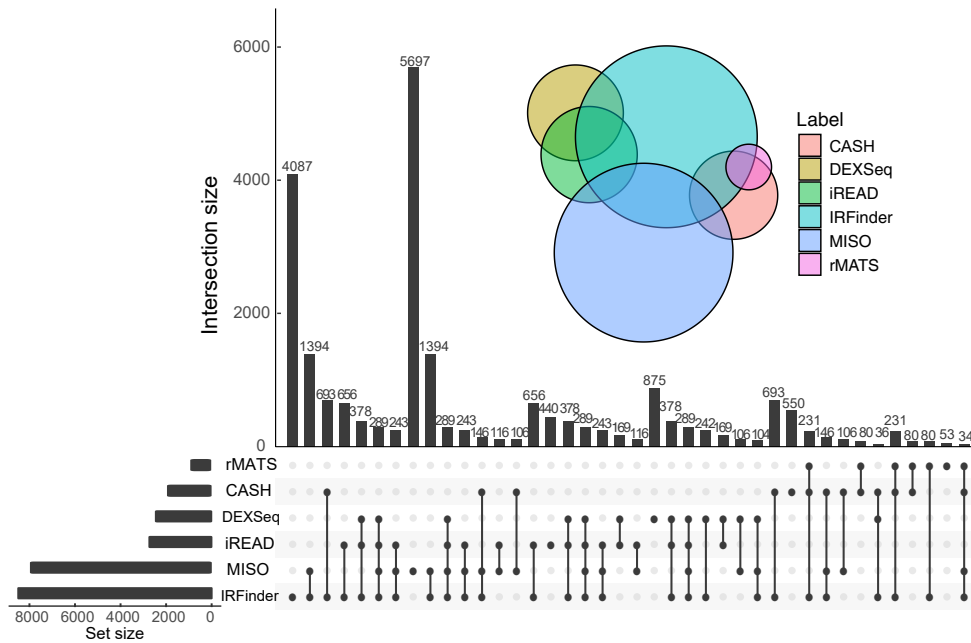 6000
5697
Label
CASH
DEXSeq
iREAD
IRFinder
MISO
rMATS
4087
4000
Intersection size
2000
1394
1394
693 656 378 289 243
289 243 146 116 106
656 440 378 289 243 169 116
875 378 289 242 169 106 104
693 550 231 146 106 80 36
231 80 80 53 34
0
rMATS
CASH
DEXSeq
iREAD
MISO
IRFinder
8000 6000 4000 2000 0
Set size